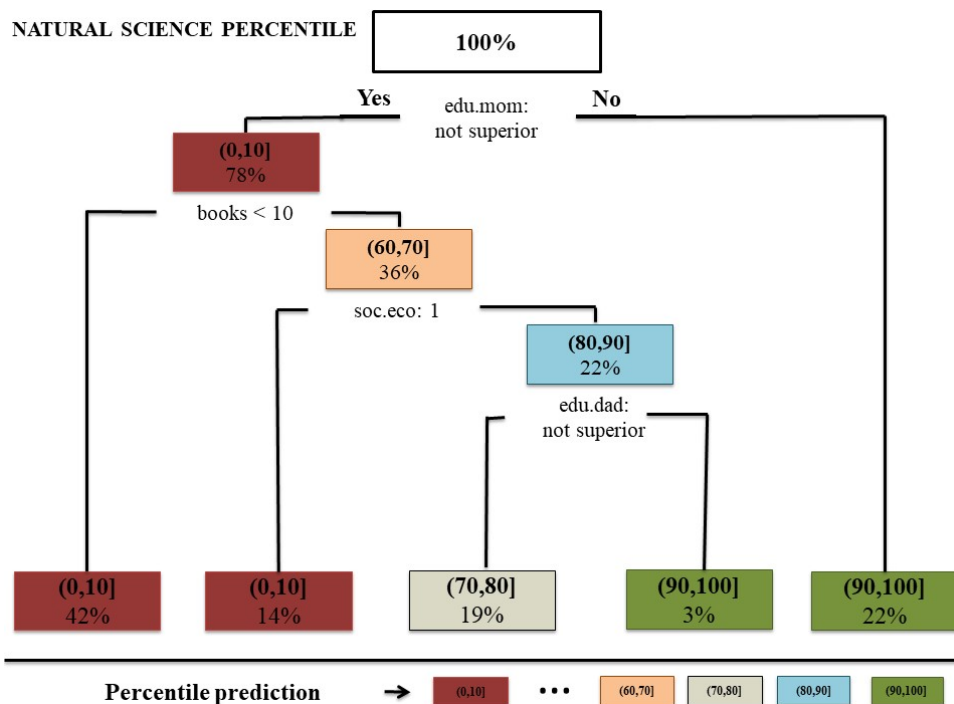 NATURAL SCIENCE PERCENTILE
100%
Yes
edu.mom:
not superior
No
(0,10]
78%
books < 10
(60,70]
36%
soc.eco: 1
(80,90]
22%
edu.dad:
not superior
(0,10]
42%
(0,10]
14%
(70,80]
19%
(90,100]
3%
(90,100]
22%
Percentile prediction → (0,10] ... (60,70] (70,80] (80,90] (90,100]